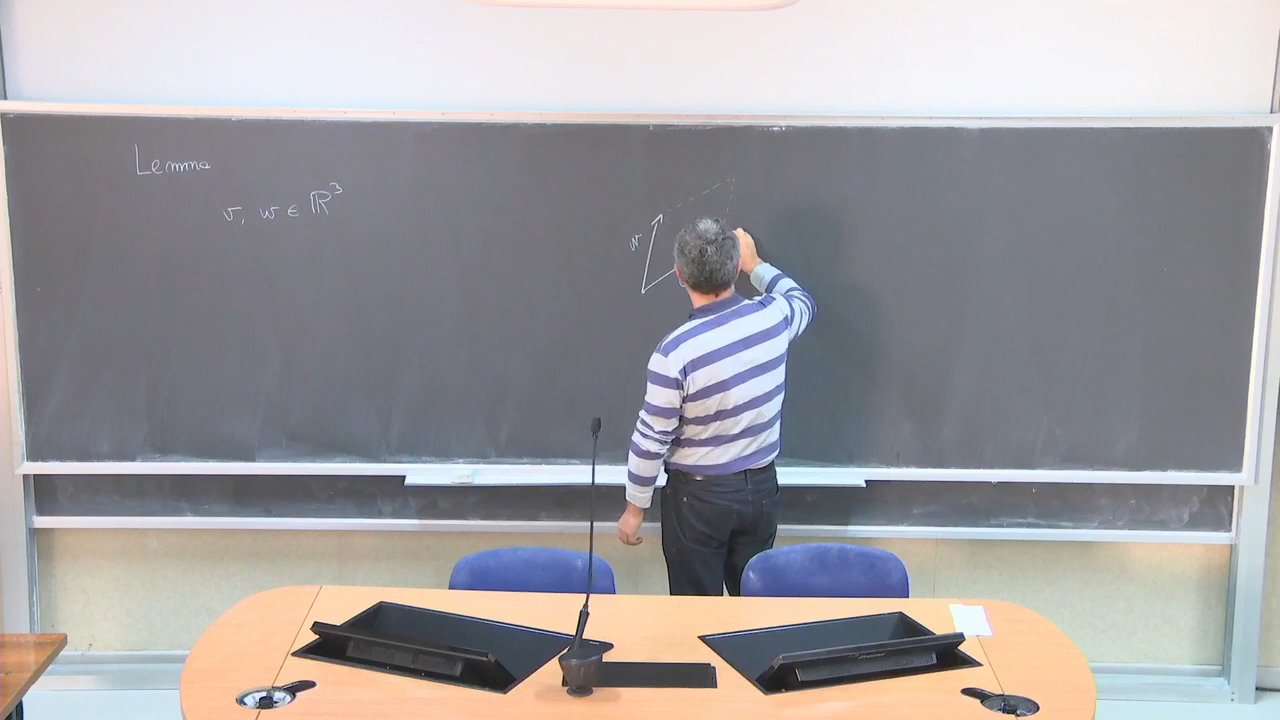 Lemma
v, w ∈ ℝ³
w